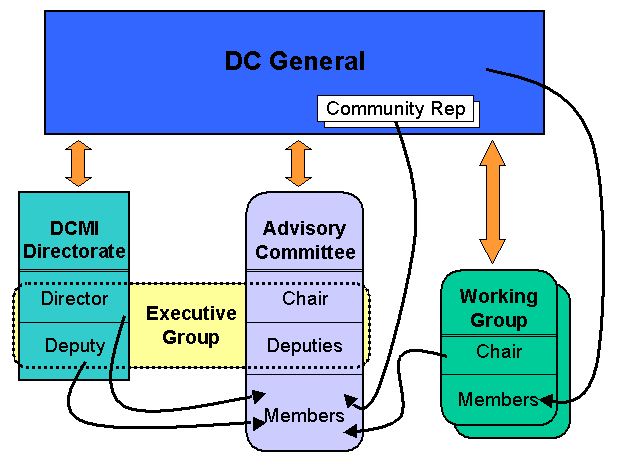 DC General
Community Rep
DCMI
Directorate
Director
Deputy
Executive
Group
Advisory
Committee
Chair
Deputies
Members
Working
Group
Chair
Members